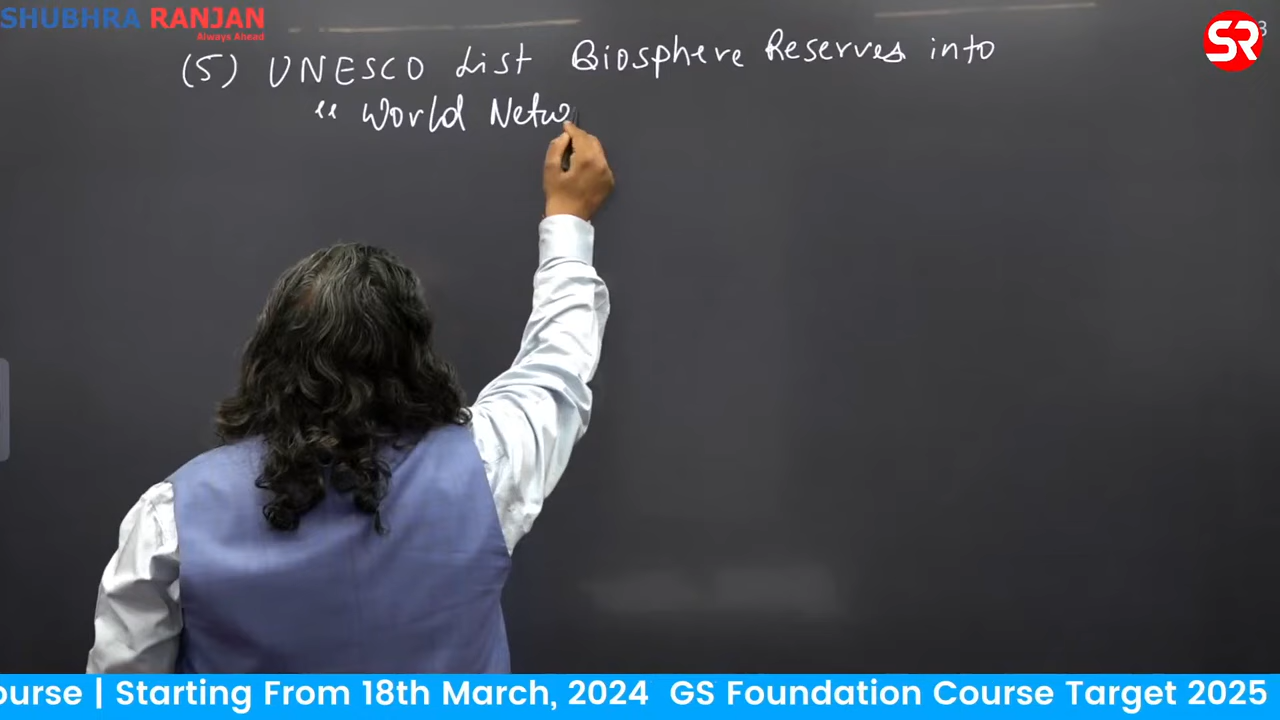 SHUBHRA RANJAN
Always Ahead
SR
3
(5) UNESCO List Biosphere Reserves into
" World Netw
ourse | Starting From 18th March, 2024 GS Foundation Course Target 2025